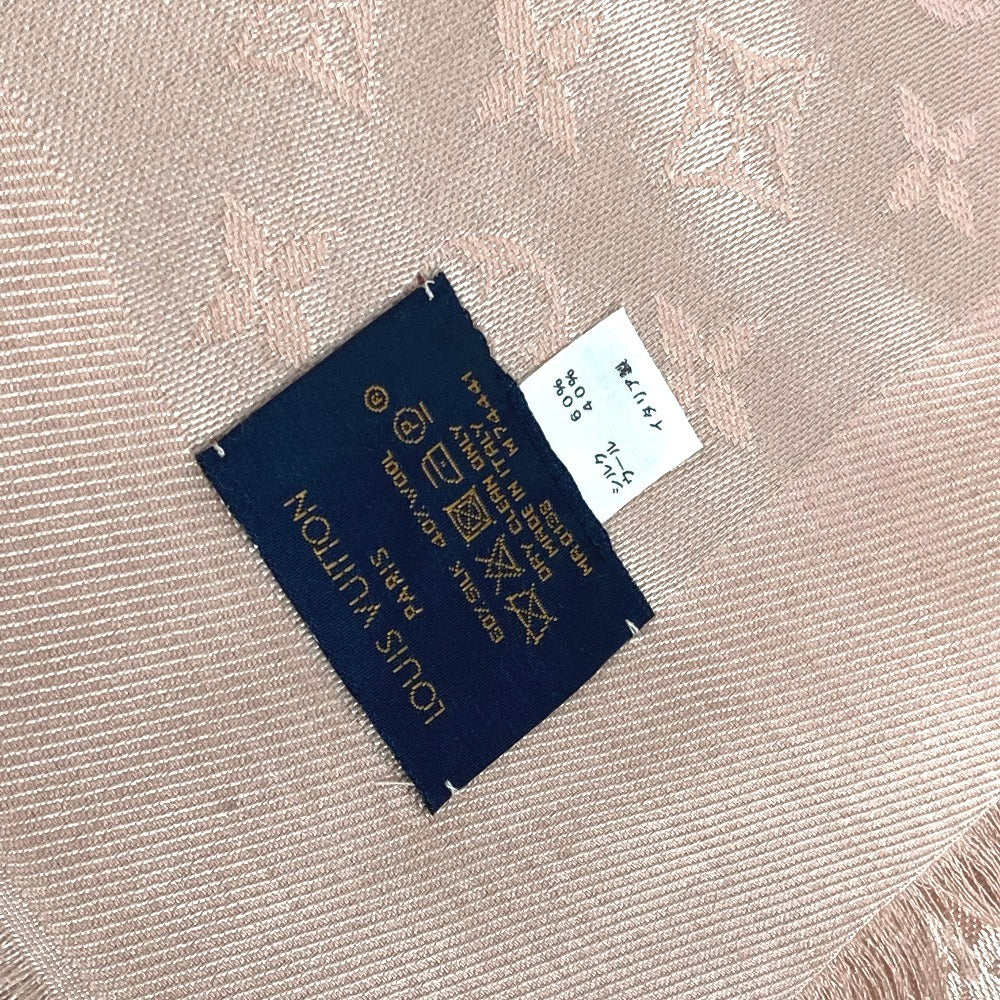 LOUIS VUITTON
PARIS
60%SILK 40%WOOL
P
DRY CLEAN ONLY
MADE IN ITALY
M74441
シルク 60%
ウール 40%
イタリア製